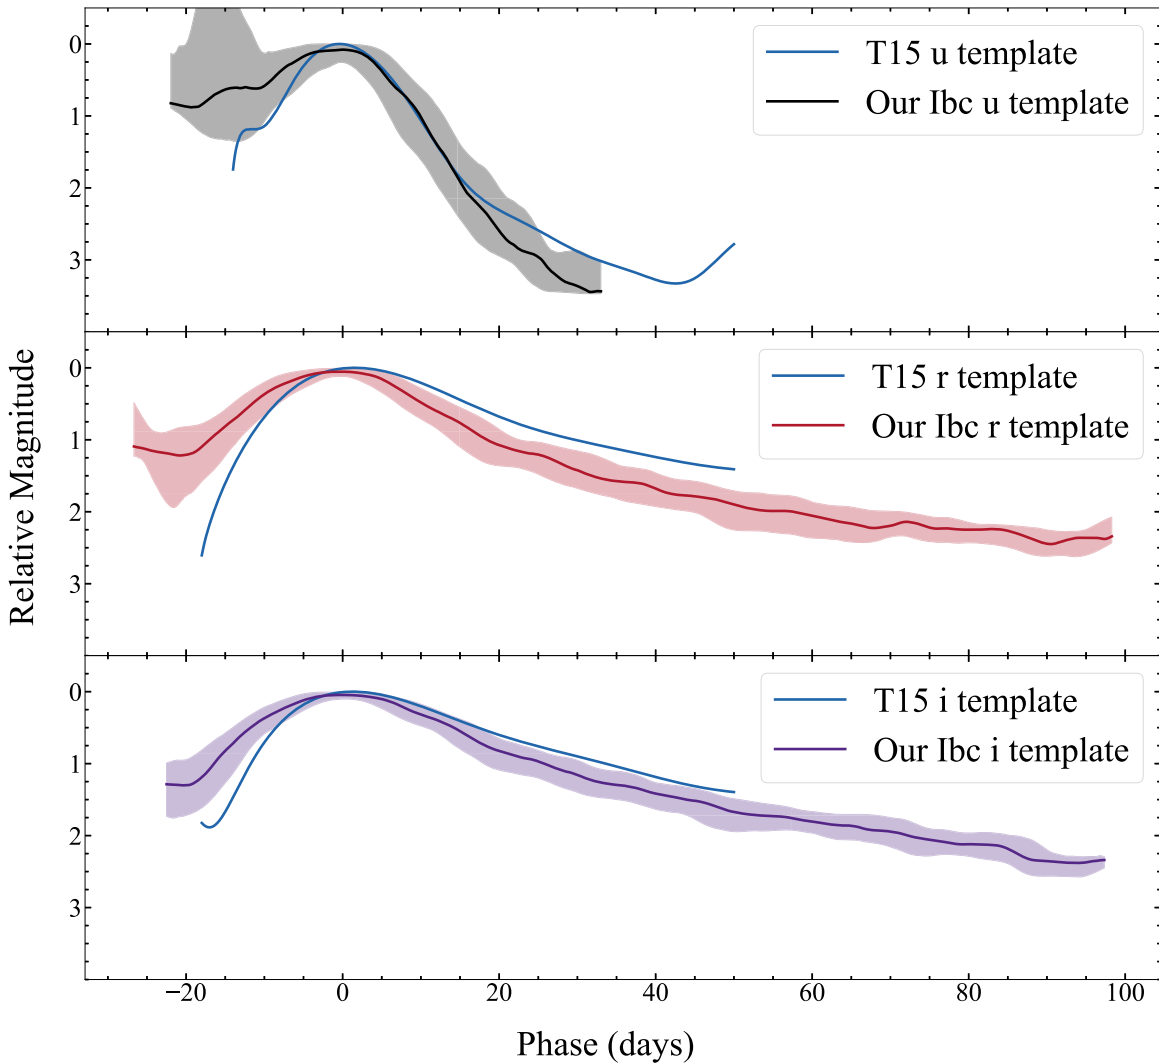 0
1
2
3
T15 u template
Our Ibc u template
0
1
2
3
T15 r template
Our Ibc r template
0
1
2
3
T15 i template
Our Ibc i template
Relative Magnitude
−20 0 20 40 60 80 100
Phase (days)